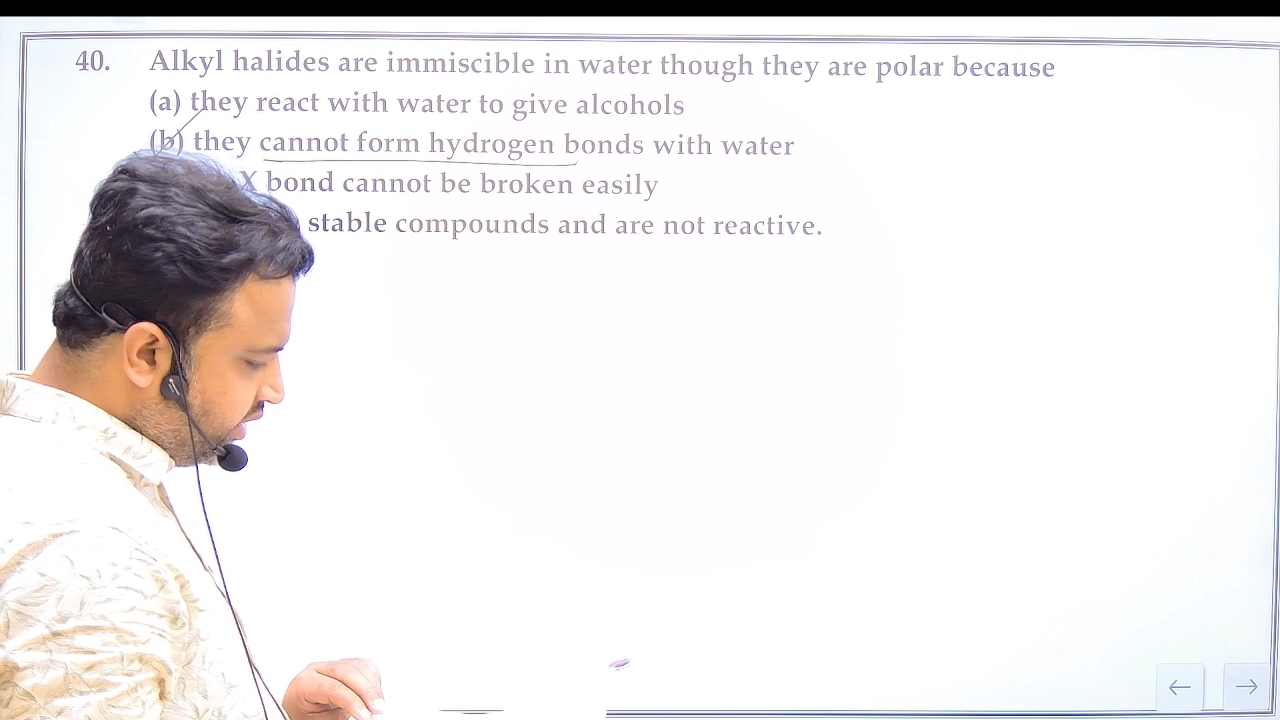 40. Alkyl halides are immiscible in water though they are polar because
(a) they react with water to give alcohols
(b) they cannot form hydrogen bonds with water
X bond cannot be broken easily
stable compounds and are not reactive.